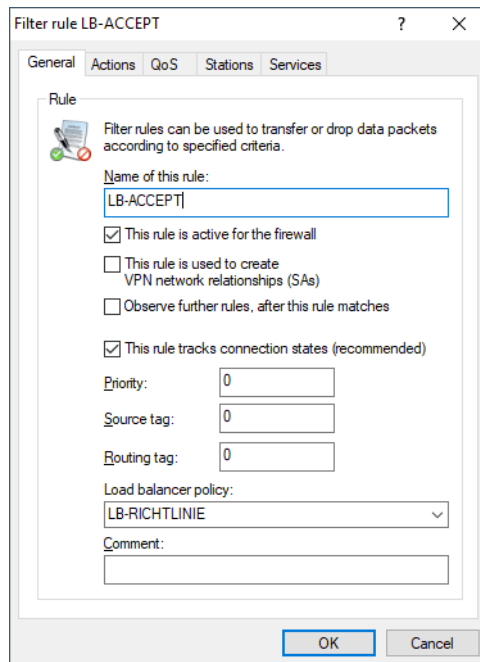 Filter rule LB-ACCEPT ? ×
General Actions QoS Stations Services
Rule
Filter rules can be used to transfer or drop data packets
according to specified criteria.
Name of this rule:
LB-ACCEPT
This rule is active for the firewall
This rule is used to create
VPN network relationships (SAs)
Observe further rules, after this rule matches
This rule tracks connection states (recommended)
Priority: 0
Source tag: 0
Routing tag: 0
Load balancer policy:
LB-RICHTLINIE
Comment:
OK Cancel